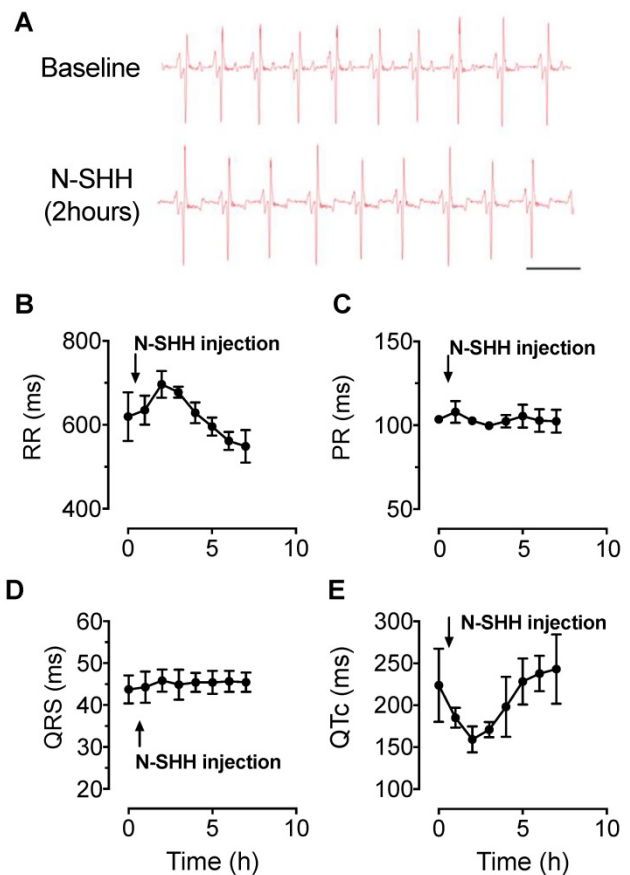 A
Baseline
N-SHH
(2hours)
B
800
600
400
RR (ms)
N-SHH injection
0 5 10
C
150
100
50
PR (ms)
N-SHH injection
0 5 10
D
60
50
40
30
20
QRS (ms)
N-SHH injection
0 5 10
Time (h)
E
300
250
200
150
100
QTc (ms)
N-SHH injection
0 5 10
Time (h)